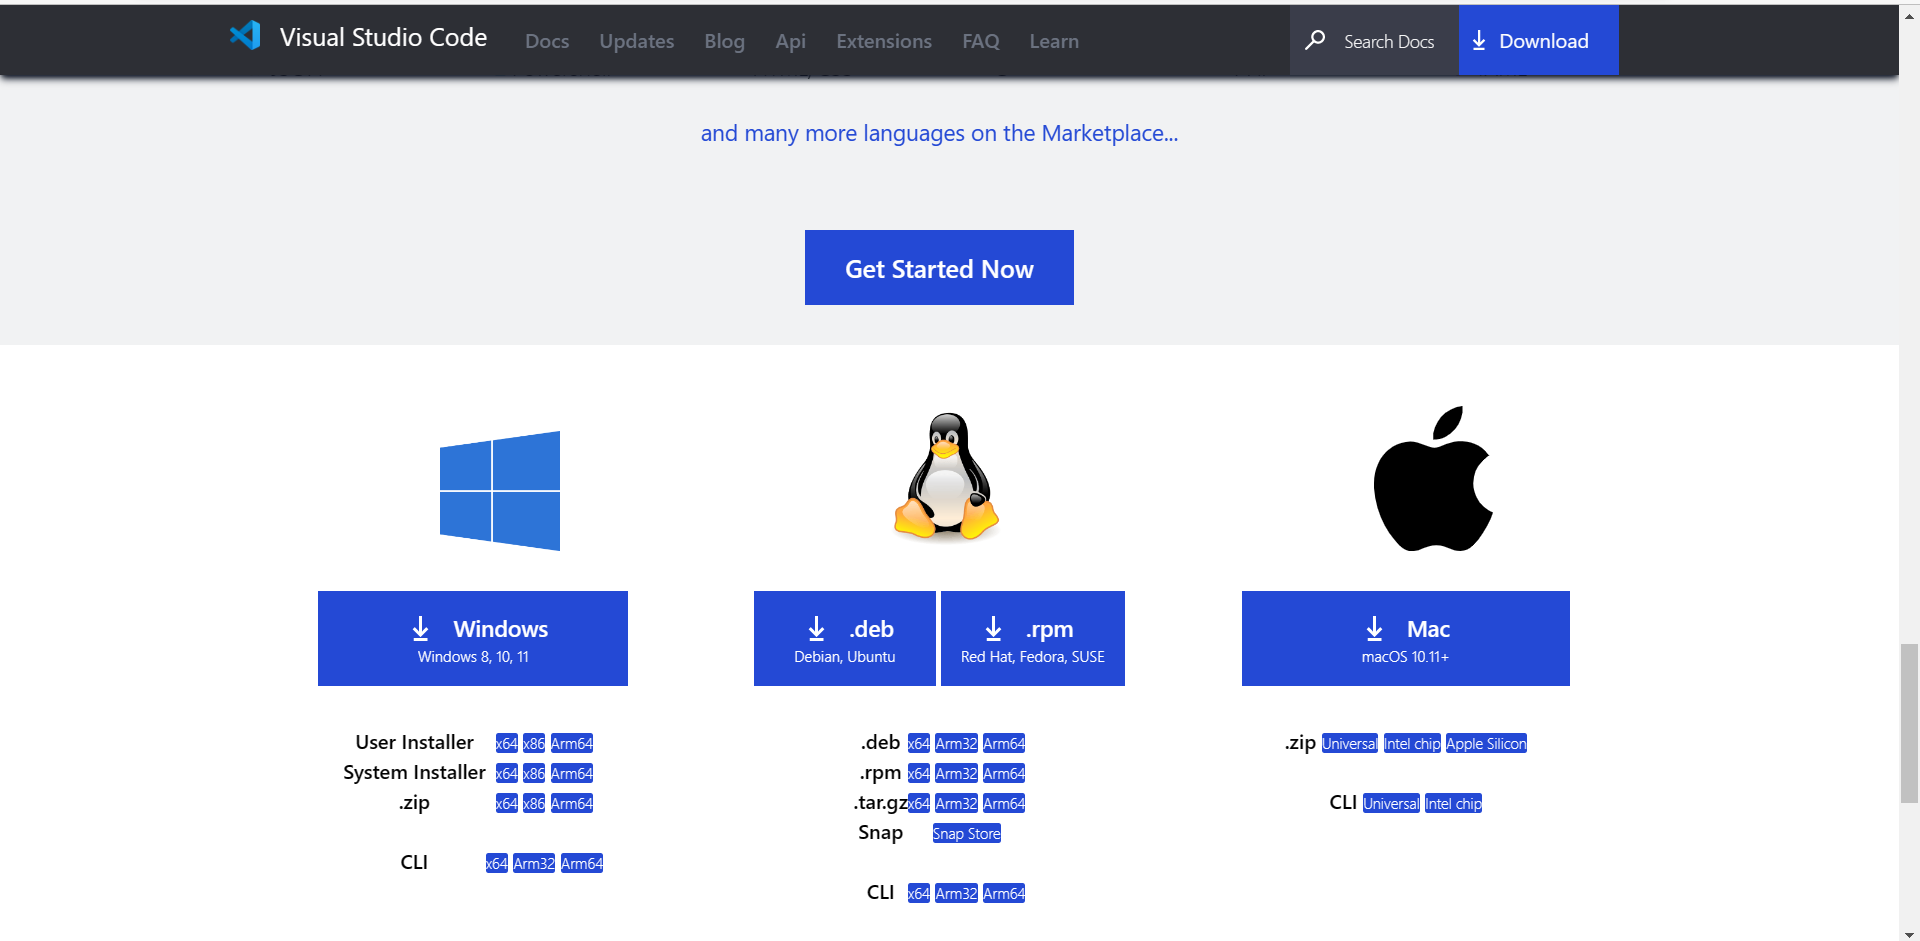 Visual Studio Code Docs Updates Blog Api Extensions FAQ Learn Search Docs Download
and many more languages on the Marketplace...
Get Started Now
Windows
Windows 8, 10, 11
.deb
Debian, Ubuntu
.rpm
Red Hat, Fedora, SUSE
Mac
macOS 10.11+
User Installer x64 x86 Arm64
System Installer x64 x86 Arm64
.zip x64 x86 Arm64
CLI x64 Arm32 Arm64
.deb x64 Arm32 Arm64
.rpm x64 Arm32 Arm64
.tar.gz x64 Arm32 Arm64
Snap Snap Store
CLI x64 Arm32 Arm64
.zip Universal Intel chip Apple Silicon
CLI Universal Intel chip